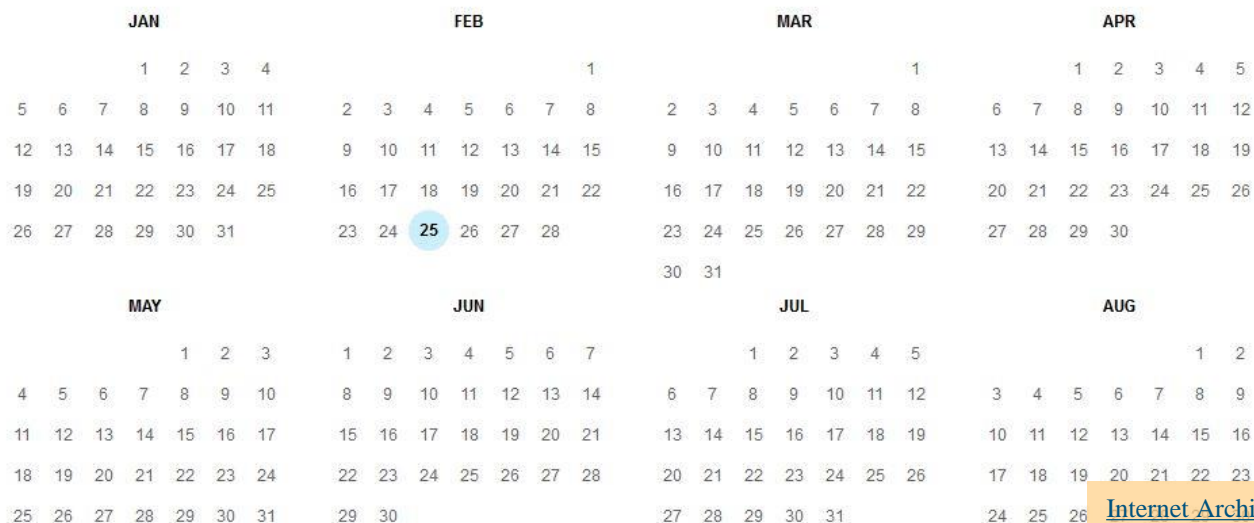 JAN FEB MAR APR
1 2 3 4 1 1 1 2 3 4 5
5 6 7 8 9 10 11 2 3 4 5 6 7 8 2 3 4 5 6 7 8 6 7 8 9 10 11 12
12 13 14 15 16 17 18 9 10 11 12 13 14 15 9 10 11 12 13 14 15 13 14 15 16 17 18 19
19 20 21 22 23 24 25 16 17 18 19 20 21 22 16 17 18 19 20 21 22 20 21 22 23 24 25 26
26 27 28 29 30 31 23 24 25 26 27 28 23 24 25 26 27 28 29 27 28 29 30
30 31
MAY JUN JUL AUG
1 2 3 1 2 3 4 5 6 7 1 2 3 4 5 1 2
4 5 6 7 8 9 10 8 9 10 11 12 13 14 6 7 8 9 10 11 12 3 4 5 6 7 8 9
11 12 13 14 15 16 17 15 16 17 18 19 20 21 13 14 15 16 17 18 19 10 11 12 13 14 15 16
18 19 20 21 22 23 24 22 23 24 25 26 27 28 20 21 22 23 24 25 26 17 18 19 20 21 22 23
25 26 27 28 29 30 31 29 30 27 28 29 30 31 24 25 26 Internet Archi